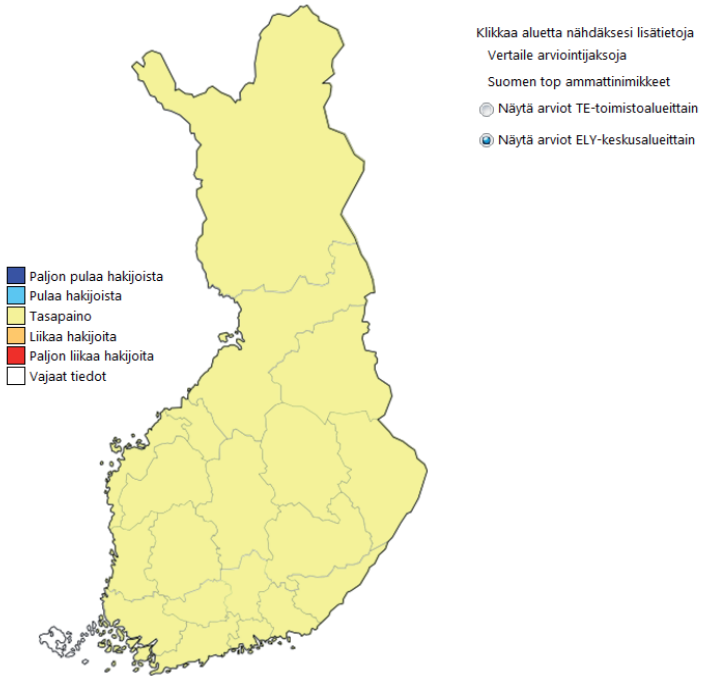 Klikkaa aluetta nähdäksesi lisätietoja
Vertaile arviointijaksoja
Suomen top ammattinimikkeet
Näytä arviot TE-toimistoalueittain
Näytä arviot ELY-keskusalueittain
Paljon pulaa hakijoista
Pulaa hakijoista
Tasapaino
Liikaa hakijoita
Paljon liikaa hakijoita
Vajaat tiedot